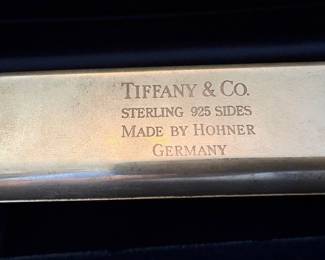 TIFFANY & CO.
STERLING 925 SIDES
MADE BY HOHNER
GERMANY